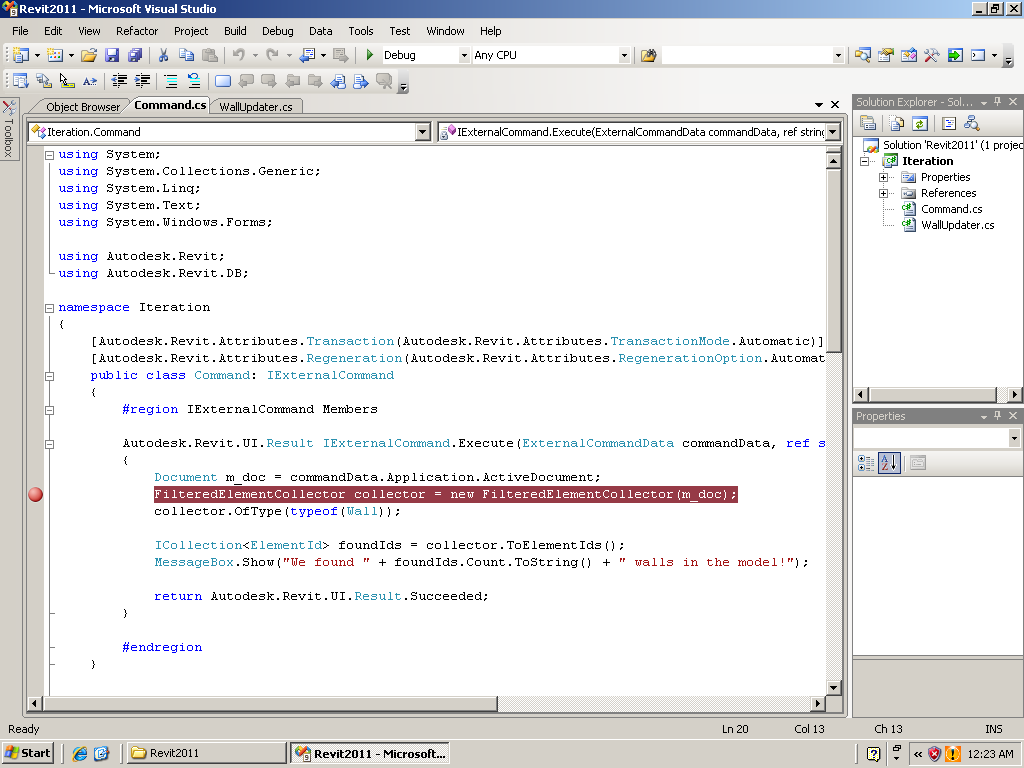 Revit2011 - Microsoft Visual Studio
File Edit View Refactor Project Build Debug Data Tools Test Window Help
Debug Any CPU
Object Browser Command.cs WallUpdater.cs
Iteration.Command IExternalCommand.Execute(ExternalCommandData commandData, ref string
Toolbox
using System;
using System.Collections.Generic;
using System.Linq;
using System.Text;
using System.Windows.Forms;
using Autodesk.Revit;
using Autodesk.Revit.DB;
namespace Iteration
{
[Autodesk.Revit.Attributes.Transaction(Autodesk.Revit.Attributes.TransactionMode.Automatic)]
[Autodesk.Revit.Attributes.Regeneration(Autodesk.Revit.Attributes.RegenerationOption.Automat
public class Command: IExternalCommand
{
#region IExternalCommand Members
Autodesk.Revit.UI.Result IExternalCommand.Execute(ExternalCommandData commandData, ref s
{
Document m_doc = commandData.Application.ActiveDocument;
FilteredElementCollector collector = new FilteredElementCollector(m_doc);
collector.OfType(typeof(Wall));
ICollection<ElementId> foundIds = collector.ToElementIds();
MessageBox.Show("We found " + foundIds.Count.ToString() + " walls in the model!");
return Autodesk.Revit.UI.Result.Succeeded;
}
#endregion
}
Solution Explorer - Sol...
Solution 'Revit2011' (1 projec
Iteration
Properties
References
Command.cs
WallUpdater.cs
Properties
Ready Ln 20 Col 13 Ch 13 INS
Start Revit2011 Revit2011 - Microsoft... 12:23 AM